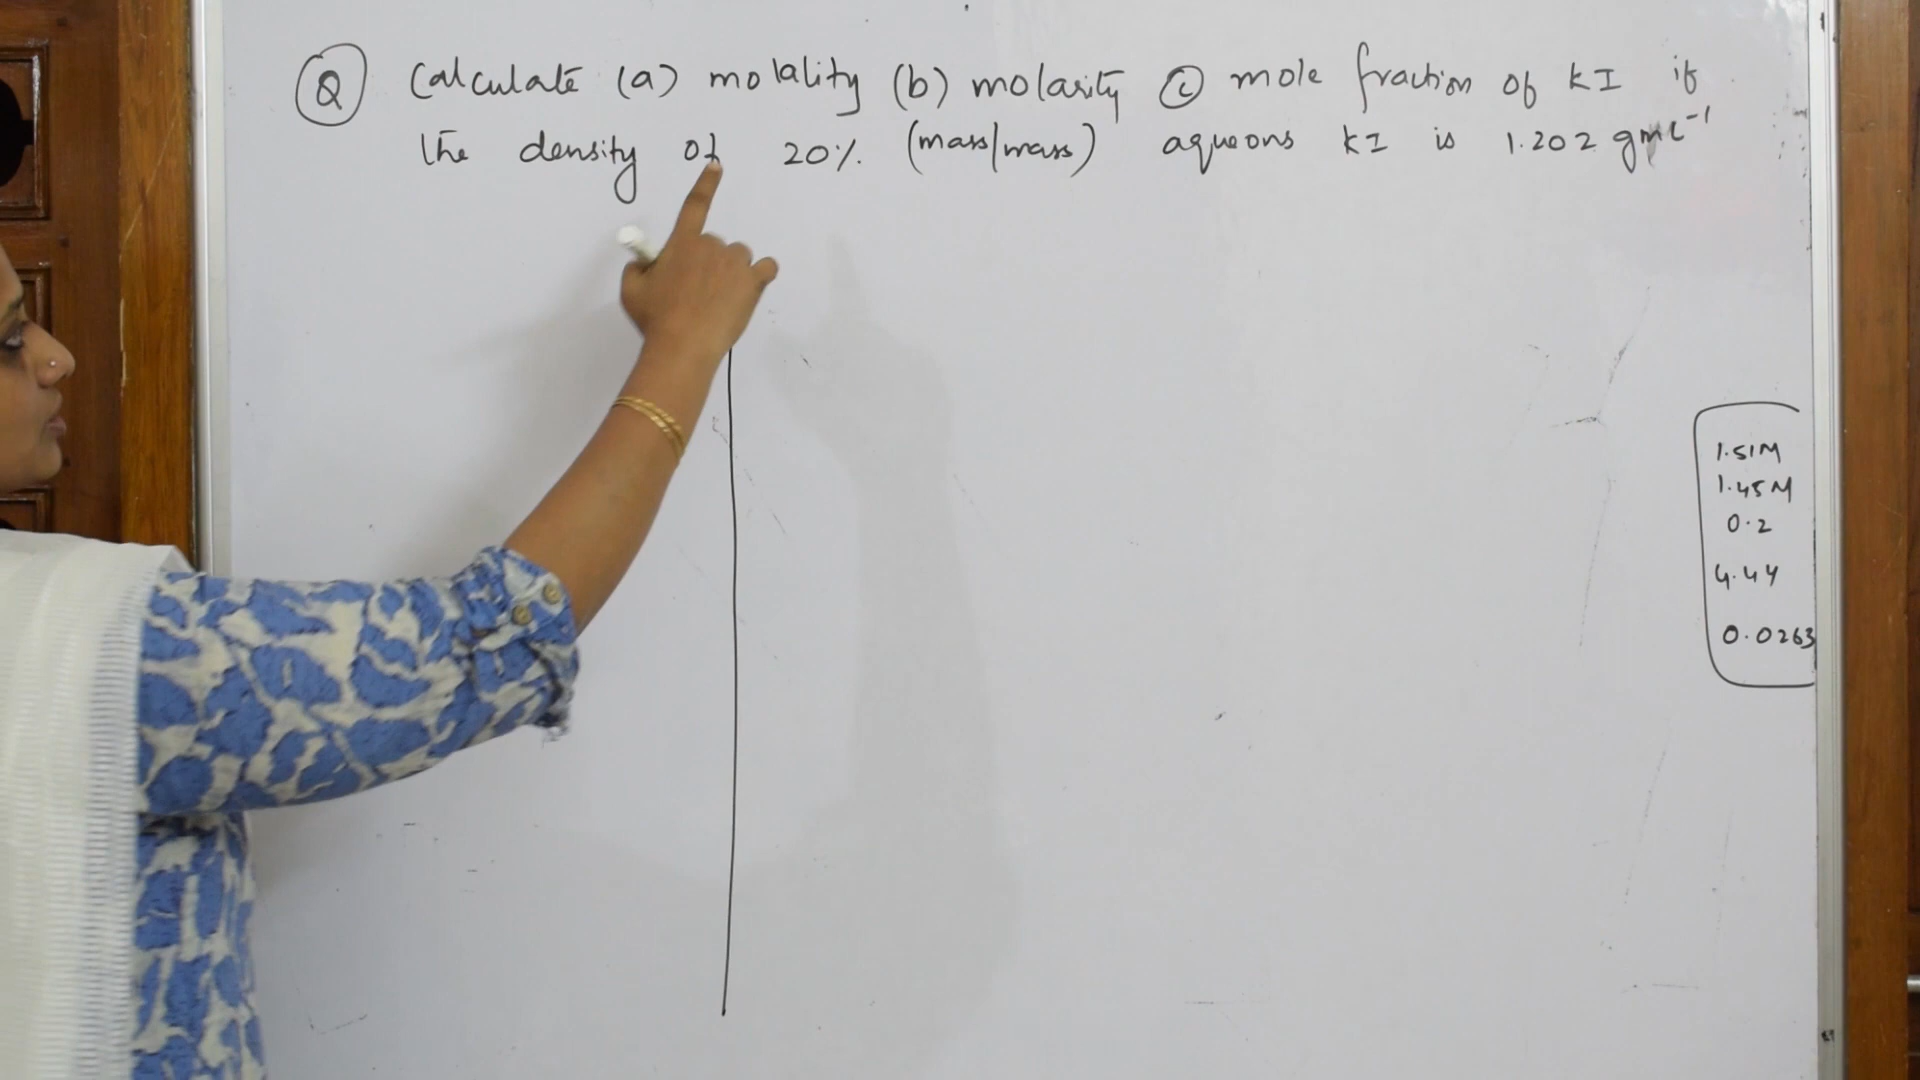 Q Calculate (a) molality (b) molarity (c) mole fraction of KI if
the density of 20% (mass/mass) aqueous KI is 1.202 gmL-1
1.51M
1.45M
0.2
4.44
0.0263